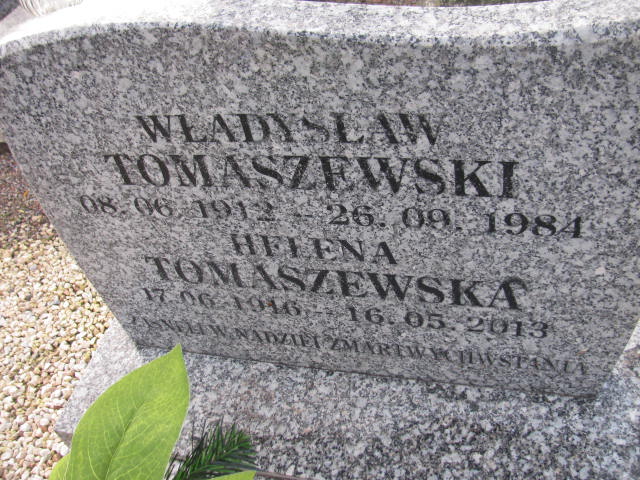 WŁADYSŁAW
TOMASZEWSKI
08. 06. 1912 - 26. 09. 1984
HELENA
TOMASZEWSKA
17. 06. 1916 - 16. 05. 2013
ZASNĘLI W NADZIEI ZMARTWYCHWSTANIA